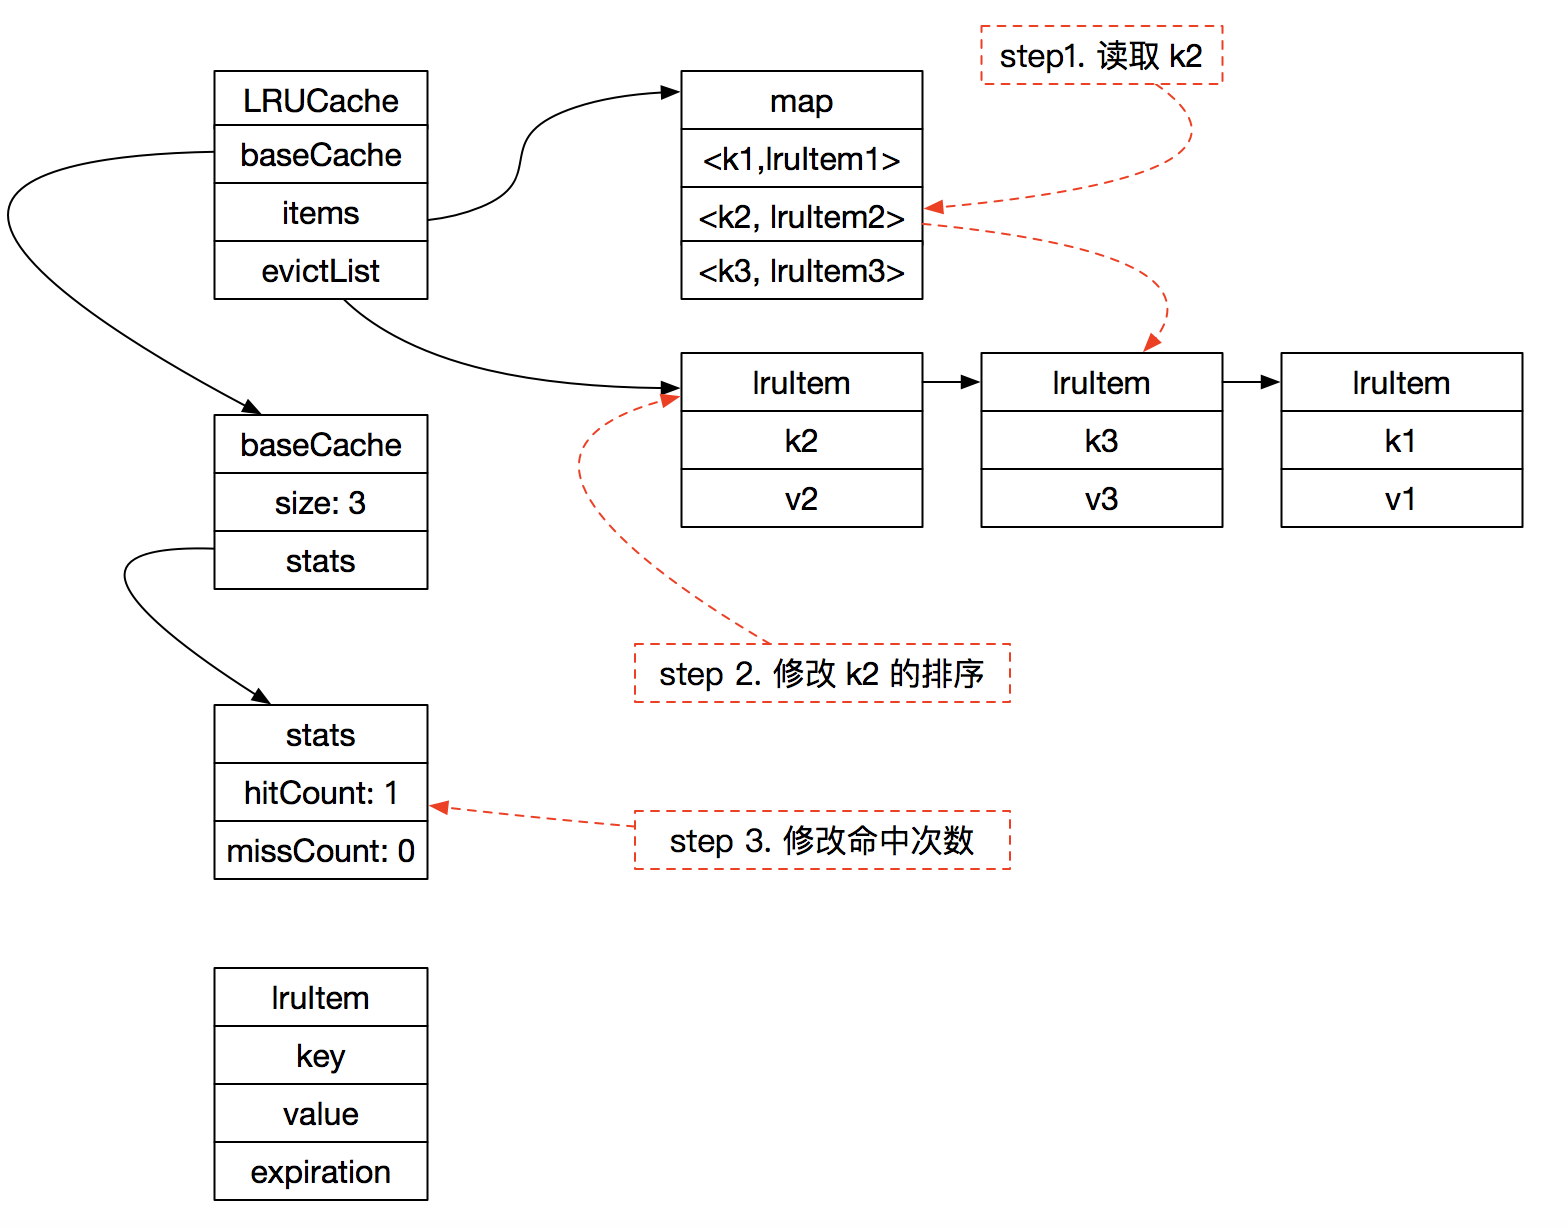 step1. 读取 k2
LRUCache
baseCache
items
evictList
map
<k1,lruItem1>
<k2, lruItem2>
<k3, lruItem3>
lruItem
k2
v2
lruItem
k3
v3
lruItem
k1
v1
baseCache
size: 3
stats
step 2. 修改 k2 的排序
stats
hitCount: 1
missCount: 0
step 3. 修改命中次数
lruItem
key
value
expiration